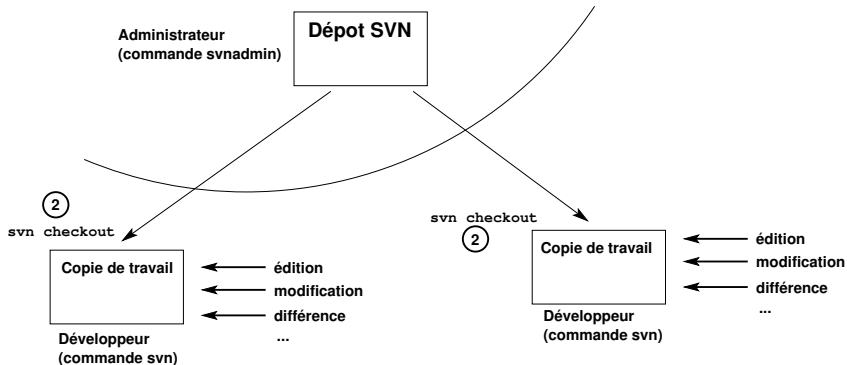 Dépot SVN
Administrateur
(commande svnadmin)
2
svn checkout
Copie de travail
édition
modification
différence
...
Développeur
(commande svn)
svn checkout
2
Copie de travail
édition
modification
différence
...
Développeur
(commande svn)